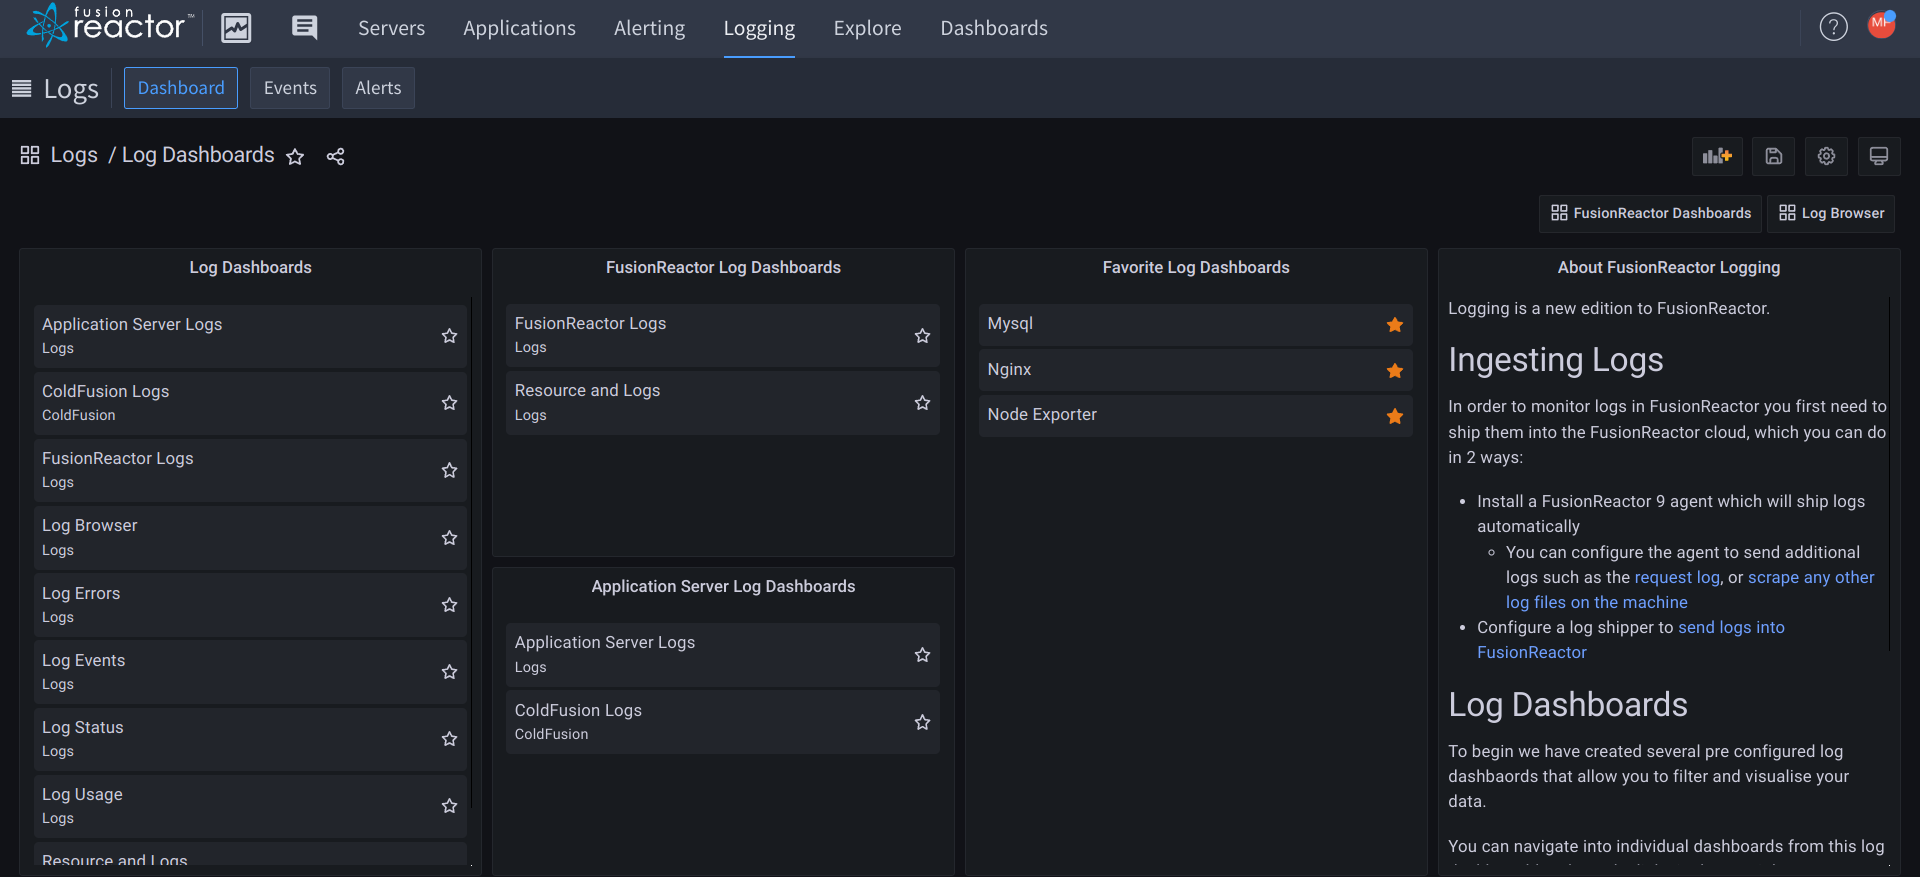 fusion
reactor™
Servers Applications Alerting Logging Explore Dashboards
?
Logs Dashboard Events Alerts
Logs / Log Dashboards
FusionReactor Dashboards Log Browser
Log Dashboards
Application Server Logs
Logs
ColdFusion Logs
ColdFusion
FusionReactor Logs
Logs
Log Browser
Logs
Log Errors
Logs
Log Events
Logs
Log Status
Logs
Log Usage
Logs
Resource and Logs
FusionReactor Log Dashboards
FusionReactor Logs
Logs
Resource and Logs
Logs
Application Server Log Dashboards
Application Server Logs
Logs
ColdFusion Logs
ColdFusion
Favorite Log Dashboards
Mysql
Nginx
Node Exporter
About FusionReactor Logging
Logging is a new edition to FusionReactor.
Ingesting Logs
In order to monitor logs in FusionReactor you first need to
ship them into the FusionReactor cloud, which you can do
in 2 ways:
• Install a FusionReactor 9 agent which will ship logs
automatically
◦ You can configure the agent to send additional
logs such as the request log, or scrape any other
log files on the machine
• Configure a log shipper to send logs into
FusionReactor
Log Dashboards
To begin we have created several pre configured log
dashbaords that allow you to filter and visualise your
data.
You can navigate into individual dashboards from this log